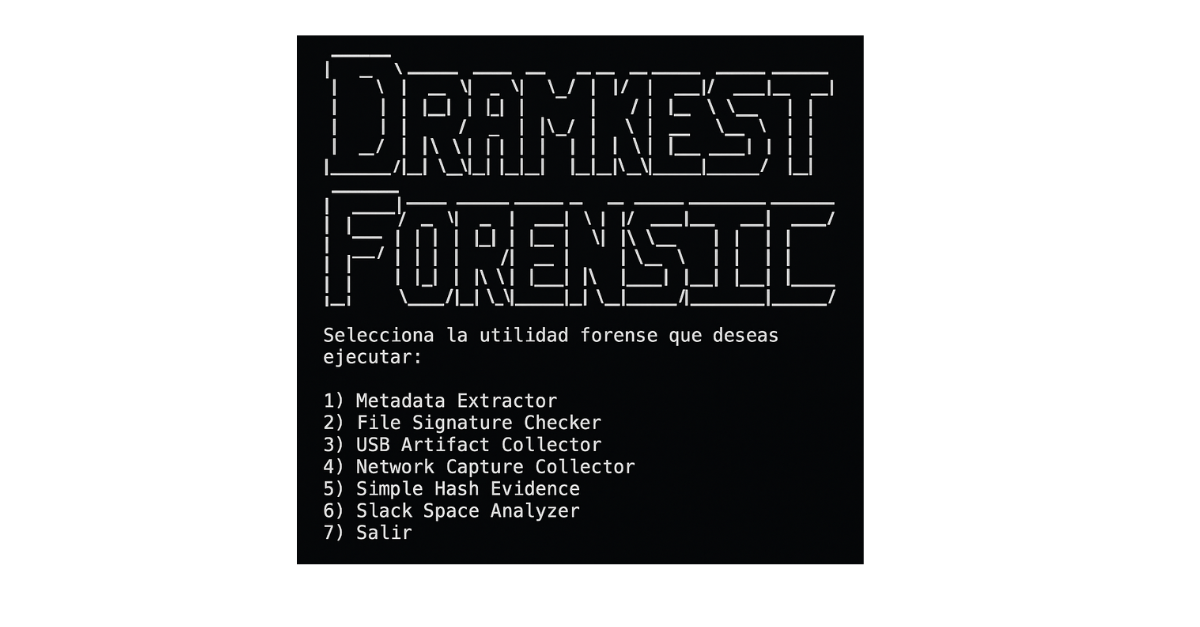 DRAMKEST
FORENSIC
Selecciona la utilidad forense que deseas
ejecutar:
1) Metadata Extractor
2) File Signature Checker
3) USB Artifact Collector
4) Network Capture Collector
5) Simple Hash Evidence
6) Slack Space Analyzer
7) Salir